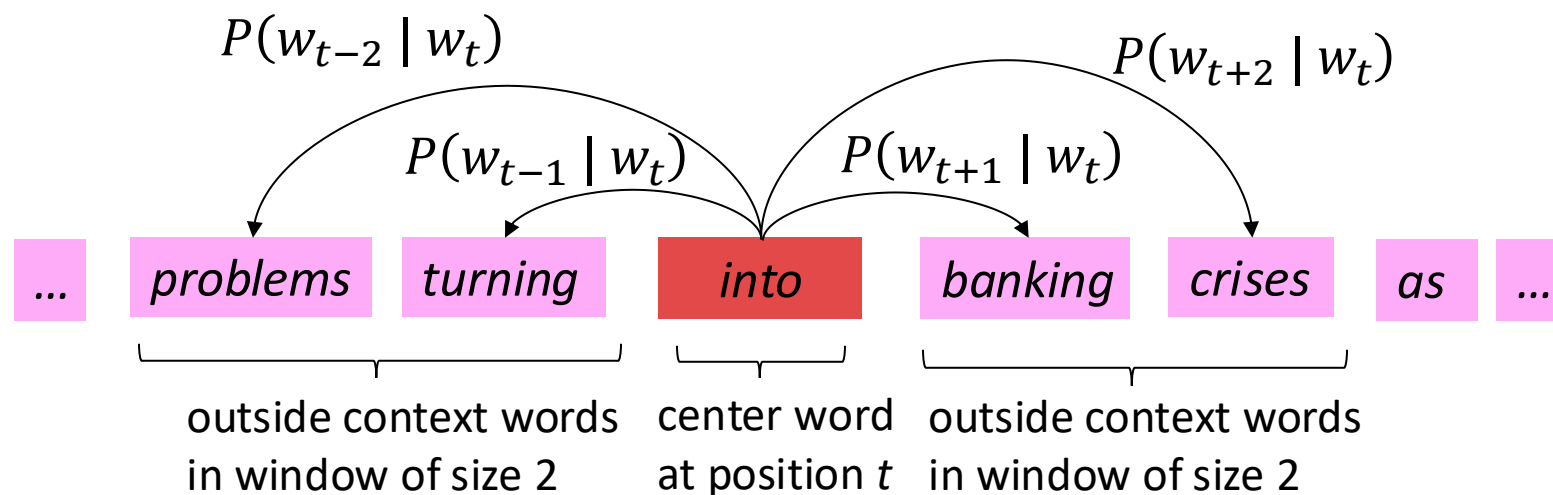 P(w_{t−2} | w_t)
P(w_{t+2} | w_t)
P(w_{t−1} | w_t)
P(w_{t+1} | w_t)
... problems turning into banking crises as ...
outside context words
in window of size 2
center word
at position t
outside context words
in window of size 2